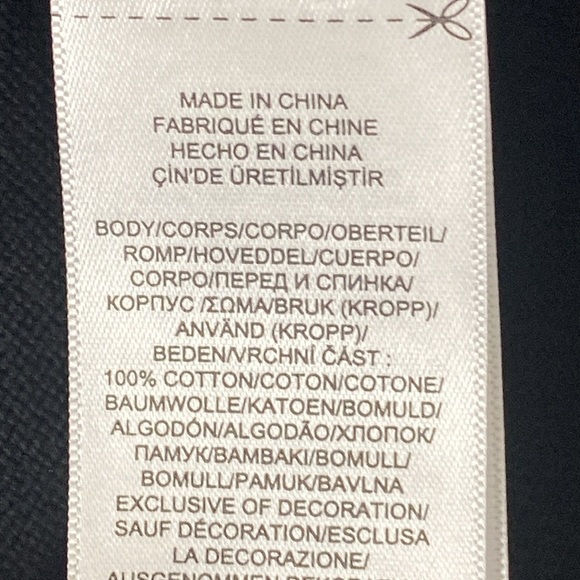 MADE IN CHINA
FABRIQUÉ EN CHINE
HECHO EN CHINA
ÇİN'DE ÜRETİLMİŞTİR
BODY/CORPS/CORPO/OBERTEIL/
ROMP/HOVEDDEL/CUERPO/
CORPO/ПЕРЕД И СПИНКА/
КОРПУС /ΣΩΜΑ/BRUK (KROPP)/
ANVÄND (KROPP)/
BEDEN/VRCHNÍ ČÁST :
100% COTTON/COTON/COTONE/
BAUMWOLLE/KATOEN/BOMULD/
ALGODÓN/ALGODÃO/ХЛОПОК/
ПАМУК/BAMBAKI/BOMULL/
BOMULL/PAMUK/BAVLNA
EXCLUSIVE OF DECORATION/
SAUF DÉCORATION/ESCLUSA
LA DECORAZIONE/
AUSGENOMMEN